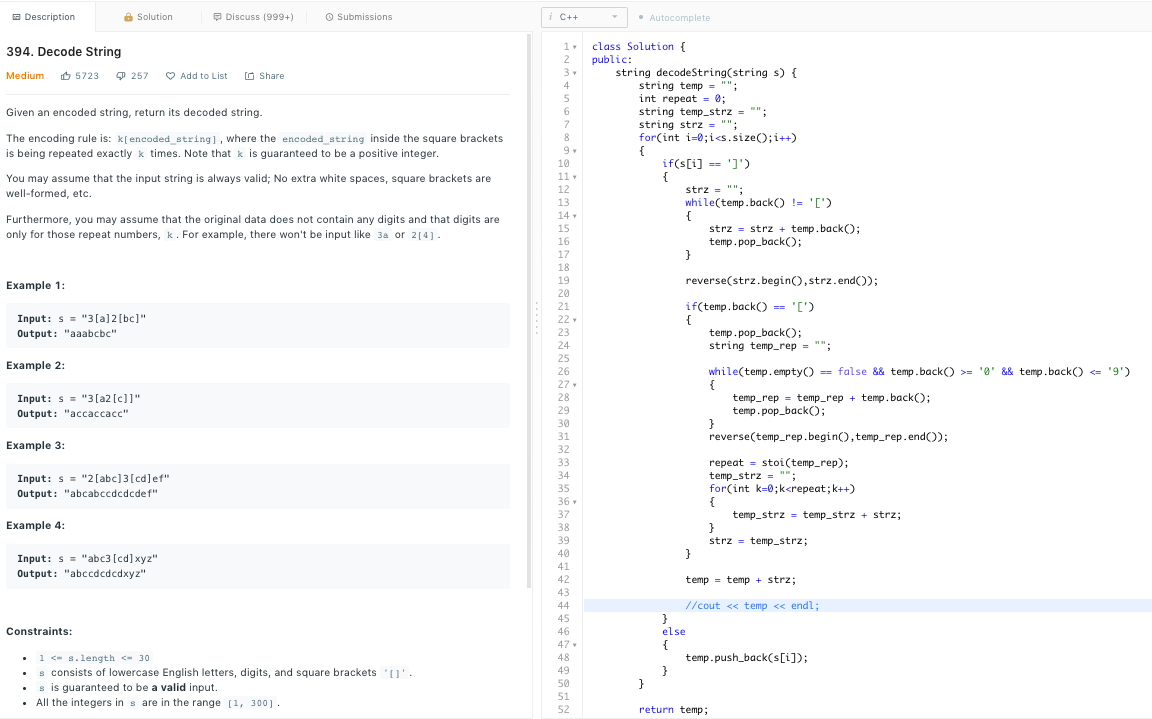 Description
Solution
Discuss (999+)
Submissions
i C++
Autocomplete
394. Decode String
Medium 5723 257 Add to List Share
Given an encoded string, return its decoded string.
The encoding rule is: k[encoded_string], where the encoded_string inside the square brackets
is being repeated exactly k times. Note that k is guaranteed to be a positive integer.
You may assume that the input string is always valid; No extra white spaces, square brackets are
well-formed, etc.
Furthermore, you may assume that the original data does not contain any digits and that digits are
only for those repeat numbers, k. For example, there won't be input like 3a or 2[4].
Example 1:
Input: s = "3[a]2[bc]"
Output: "aaabcbc"
Example 2:
Input: s = "3[a2[c]]"
Output: "accaccacc"
Example 3:
Input: s = "2[abc]3[cd]ef"
Output: "abcabccdcdcdef"
Example 4:
Input: s = "abc3[cd]xyz"
Output: "abccdcdcdxyz"
Constraints:
1 <= s.length <= 30
s consists of lowercase English letters, digits, and square brackets '[]'.
s is guaranteed to be a valid input.
All the integers in s are in the range [1, 300].
1 class Solution {
2 public:
3 string decodeString(string s) {
4 string temp = "";
5 int repeat = 0;
6 string temp_strz = "";
7 string strz = "";
8 for(int i=0;i<s.size();i++)
9 {
10 if(s[i] == ']')
11 {
12 strz = "";
13 while(temp.back() != '[')
14 {
15 strz = strz + temp.back();
16 temp.pop_back();
17 }
18
19 reverse(strz.begin(),strz.end());
20
21 if(temp.back() == '[')
22 {
23 temp.pop_back();
24 string temp_rep = "";
25
26 while(temp.empty() == false && temp.back() >= '0' && temp.back() <= '9')
27 {
28 temp_rep = temp_rep + temp.back();
29 temp.pop_back();
30 }
31 reverse(temp_rep.begin(),temp_rep.end());
32
33 repeat = stoi(temp_rep);
34 temp_strz = "";
35 for(int k=0;k<repeat;k++)
36 {
37 temp_strz = temp_strz + strz;
38 }
39 strz = temp_strz;
40 }
41
42 temp = temp + strz;
43
44 //cout << temp << endl;
45 }
46 else
47 {
48 temp.push_back(s[i]);
49 }
50 }
51
52 return temp;